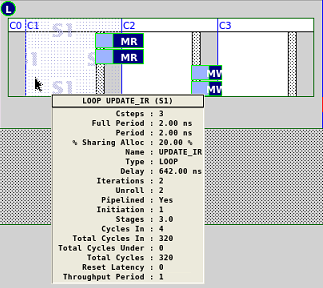 L
C0 C1 C2 C3
S1
MR
MR
S1
LOOP UPDATE_IR (S1)
Csteps : 3
Full Period : 2.00 ns
Period : 2.00 ns
% Sharing Alloc : 20.00 %
Name : UPDATE_IR
Type : LOOP
Delay : 642.00 ns
Iterations : 2
Unroll : 2
Pipelined : Yes
Initiation : 1
Stages : 3.0
Cycles In : 4
Total Cycles In : 320
Total Cycles Under : 0
Total Cycles : 320
Reset Latency : 0
Throughput Period : 1